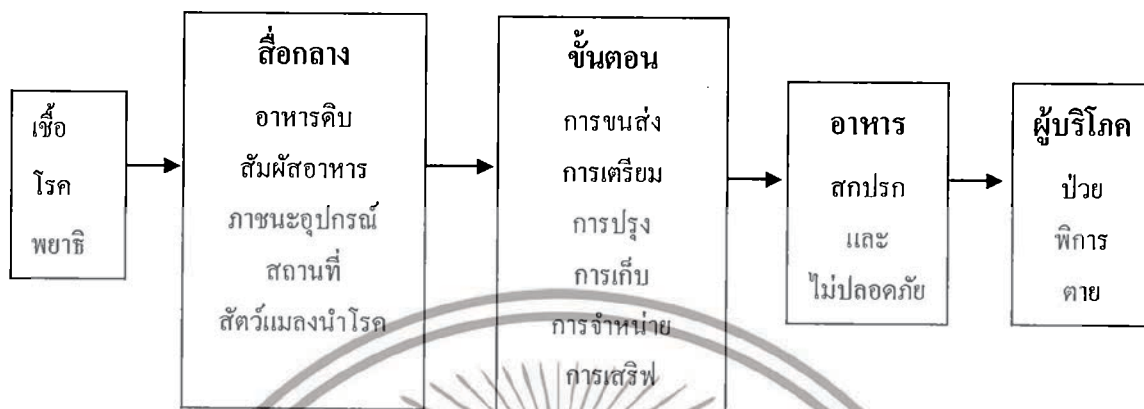 เชื้อ
โรค
พยาธิ
สื่อกลาง
อาหารดิบ
สัมผัสอาหาร
ภาชนะอุปกรณ์
สถานที่
สัตว์แมลงนำโรค
ขั้นตอน
การขนส่ง
การเตรียม
การปรุง
การเก็บ
การจำหน่าย
การเสริฟ
อาหาร
สกปรก
และ
ไม่ปลอดภัย
ผู้บริโภค
ป่วย
พิการ
ตาย